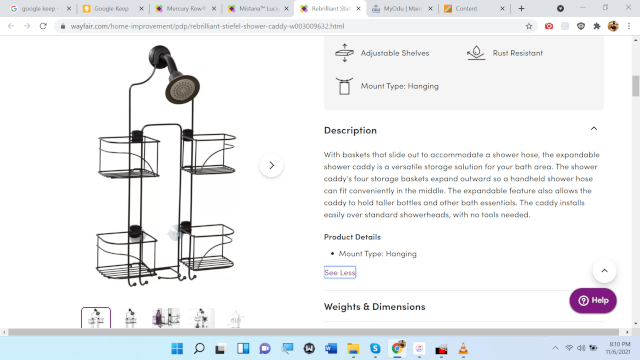 google keep -
Google Keep
Mercury Row®
Mistana™ Luci
Rebilliant Stief
MyOdu | Main
Content
wayfair.com/home-improvement/pdp/rebrilliant-stiefel-shower-caddy-w003009632.html
Adjustable Shelves
Rust Resistant
Mount Type: Hanging
Description
With baskets that slide out to accommodate a shower hose, the expandable
shower caddy is a versatile storage solution for your bath area. The shower
caddy's four storage baskets expand outward so a handheld shower hose
can fit conveniently in the middle. The expandable feature also allows the
caddy to hold taller bottles and other bath essentials. The caddy installs
easily over standard showerheads, with no tools needed.
Product Details
Mount Type: Hanging
See Less
Weights & Dimensions
Help
8:10 PM
11/6/2021